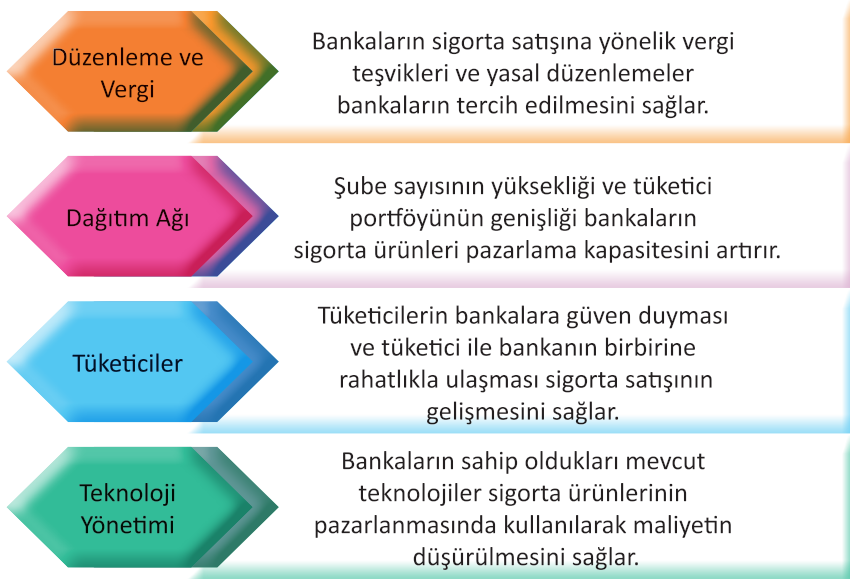 Düzenleme ve
Vergi
Bankaların sigorta satışına yönelik vergi
teşvikleri ve yasal düzenlemeler
bankaların tercih edilmesini sağlar.
Dağıtım Ağı
Şube sayısının yüksekliği ve tüketici
portföyünün genişliği bankaların
sigorta ürünleri pazarlama kapasitesini artırır.
Tüketiciler
Tüketicilerin bankalara güven duyması
ve tüketici ile bankanın birbirine
rahatlıkla ulaşması sigorta satışının
gelişmesini sağlar.
Teknoloji
Yönetimi
Bankaların sahip oldukları mevcut
teknolojiler sigorta ürünlerinin
pazarlanmasında kullanılarak maliyetin
düşürülmesini sağlar.